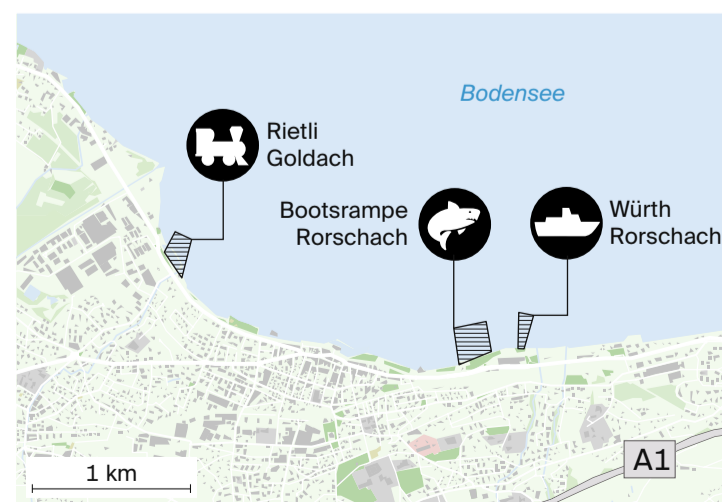 Bodensee
Rietli
Goldach
Bootsrampe
Rorschach
Würth
Rorschach
A1
1 km